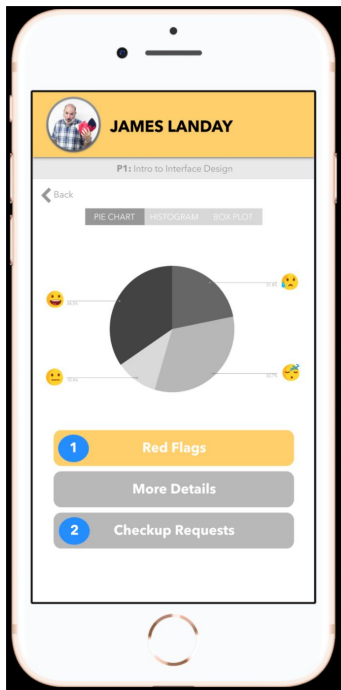 JAMES LANDAY
P1: Intro to Interface Design
Back
PIE CHART HISTOGRAM BOX PLOT
1 Red Flags
More Details
2 Checkup Requests